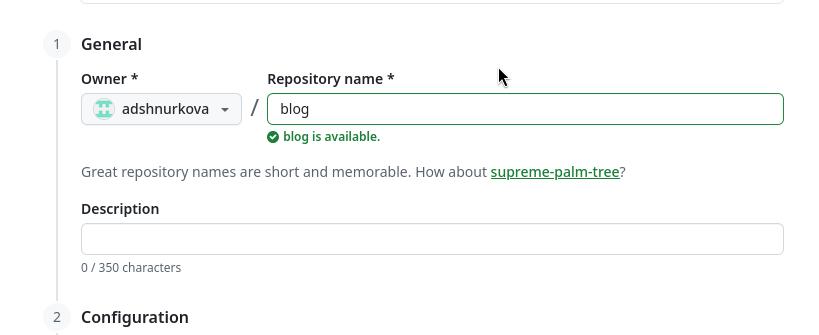 1 General
Owner * Repository name *
adshnurkova / blog
blog is available.
Great repository names are short and memorable. How about supreme-palm-tree?
Description
0 / 350 characters
2 Configuration